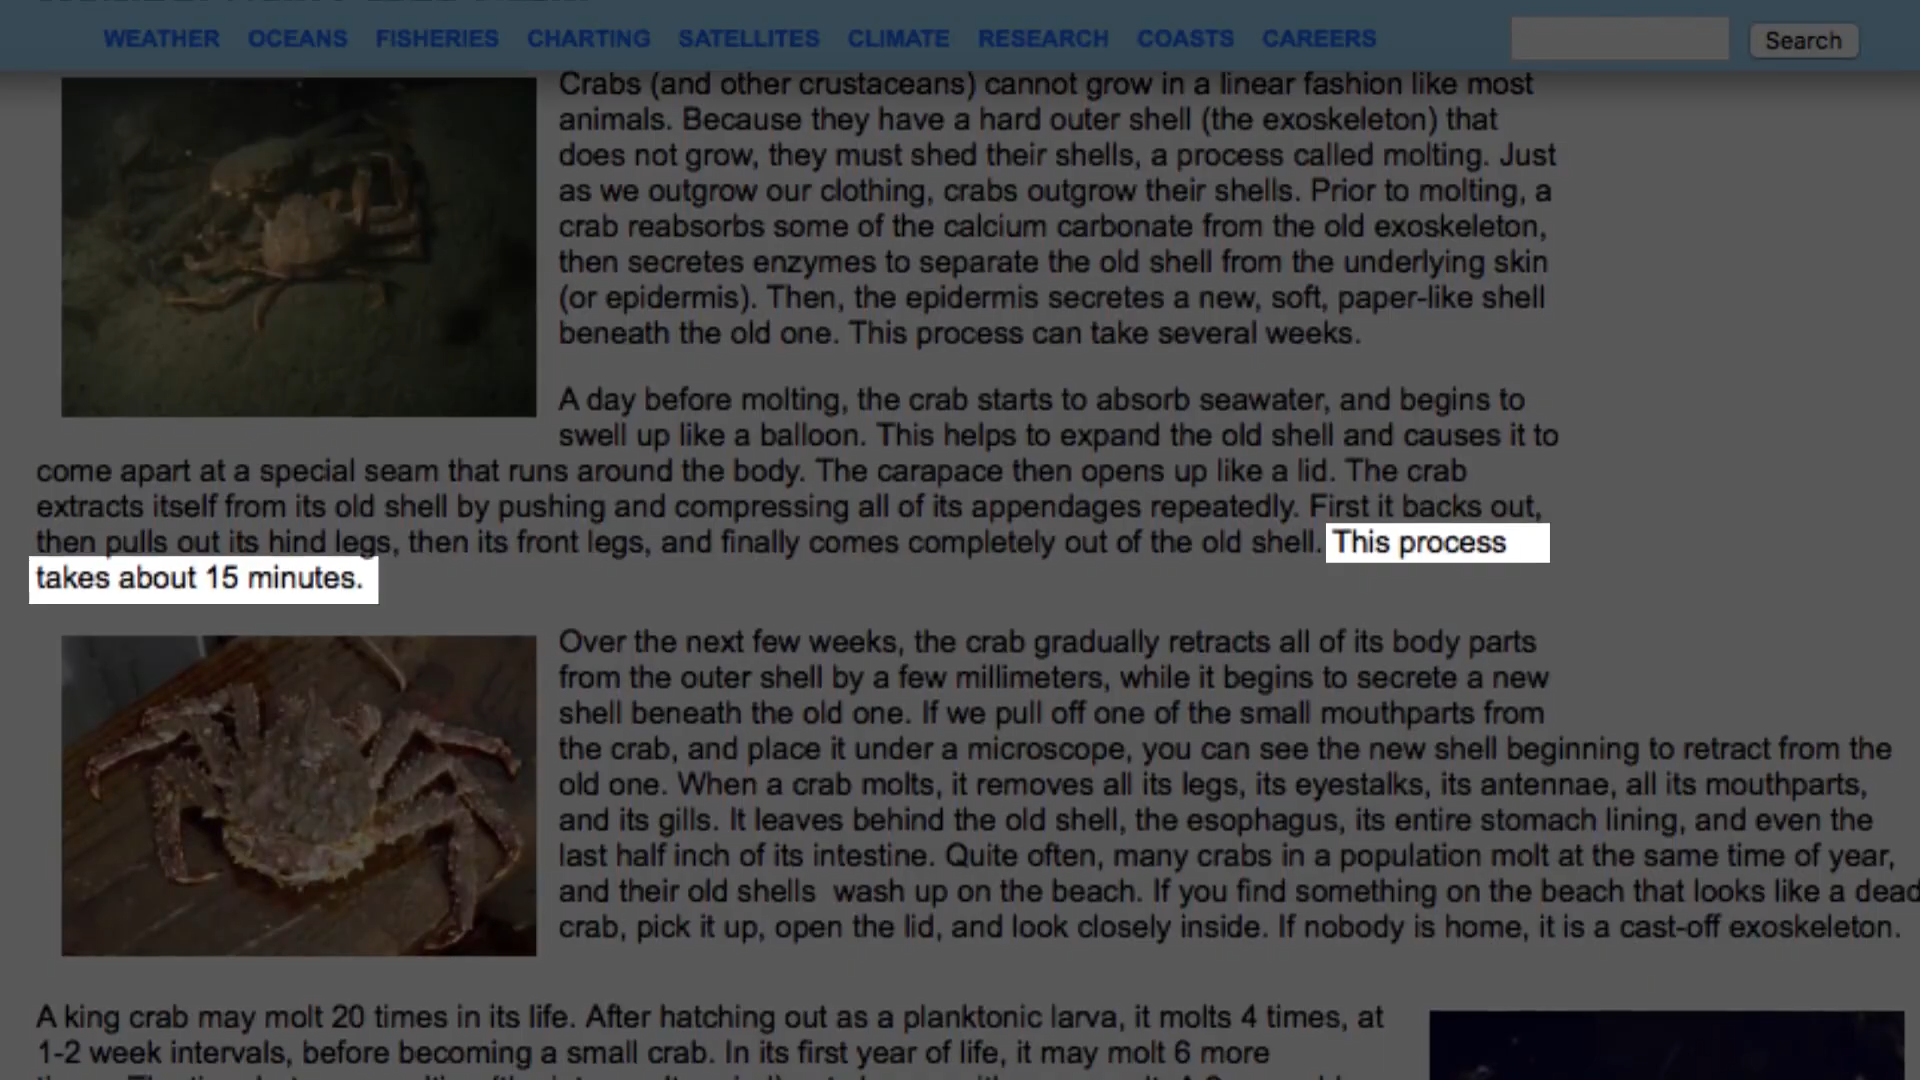 WEATHER OCEANS FISHERIES CHARTING SATELLITES CLIMATE RESEARCH COASTS CAREERS Search
Crabs (and other crustaceans) cannot grow in a linear fashion like most
animals. Because they have a hard outer shell (the exoskeleton) that
does not grow, they must shed their shells, a process called molting. Just
as we outgrow our clothing, crabs outgrow their shells. Prior to molting, a
crab reabsorbs some of the calcium carbonate from the old exoskeleton,
then secretes enzymes to separate the old shell from the underlying skin
(or epidermis). Then, the epidermis secretes a new, soft, paper-like shell
beneath the old one. This process can take several weeks.
A day before molting, the crab starts to absorb seawater, and begins to
swell up like a balloon. This helps to expand the old shell and causes it to
come apart at a special seam that runs around the body. The carapace then opens up like a lid. The crab
extracts itself from its old shell by pushing and compressing all of its appendages repeatedly. First it backs out,
then pulls out its hind legs, then its front legs, and finally comes completely out of the old shell. This process
takes about 15 minutes.
Over the next few weeks, the crab gradually retracts all of its body parts
from the outer shell by a few millimeters, while it begins to secrete a new
shell beneath the old one. If we pull off one of the small mouthparts from
the crab, and place it under a microscope, you can see the new shell beginning to retract from the
old one. When a crab molts, it removes all its legs, its eyestalks, its antennae, all its mouthparts,
and its gills. It leaves behind the old shell, the esophagus, its entire stomach lining, and even the
last half inch of its intestine. Quite often, many crabs in a population molt at the same time of year,
and their old shells wash up on the beach. If you find something on the beach that looks like a dead
crab, pick it up, open the lid, and look closely inside. If nobody is home, it is a cast-off exoskeleton.
A king crab may molt 20 times in its life. After hatching out as a planktonic larva, it molts 4 times, at
1-2 week intervals, before becoming a small crab. In its first year of life, it may molt 6 more